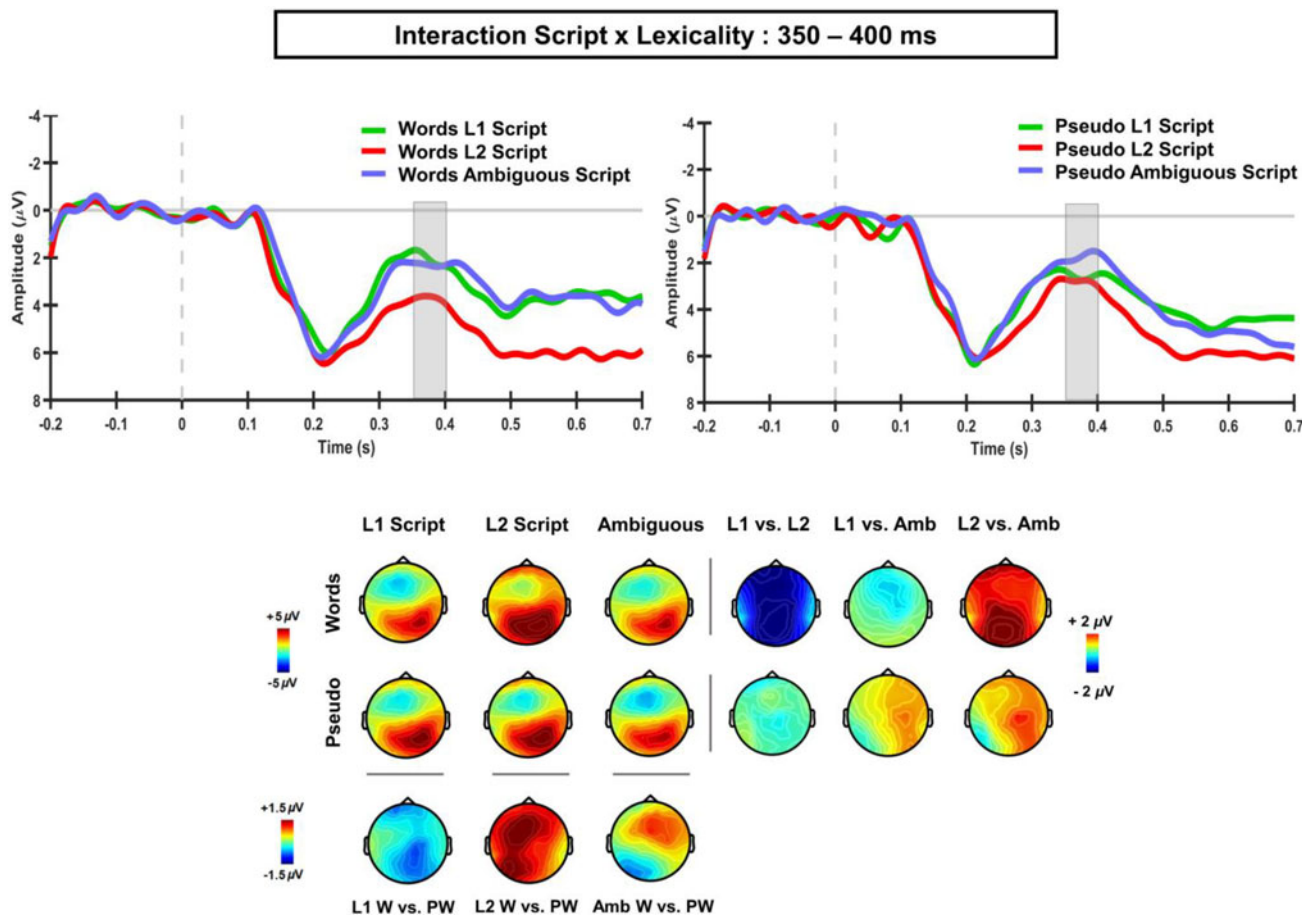 Interaction Script x Lexicality : 350 – 400 ms
Words L1 Script
Words L2 Script
Words Ambiguous Script
Amplitude (µV)
-4
-2
0
2
4
6
8
-0.2 -0.1 0 0.1 0.2 0.3 0.4 0.5 0.6 0.7
Time (s)
Pseudo L1 Script
Pseudo L2 Script
Pseudo Ambiguous Script
Amplitude (µV)
-4
-2
0
2
4
6
8
-0.2 -0.1 0 0.1 0.2 0.3 0.4 0.5 0.6 0.7
Time (s)
L1 Script L2 Script Ambiguous L1 vs. L2 L1 vs. Amb L2 vs. Amb
Words
+5 µV
-5 µV
+ 2 µV
- 2 µV
Pseudo
+1.5 µV
-1.5 µV
L1 W vs. PW L2 W vs. PW Amb W vs. PW